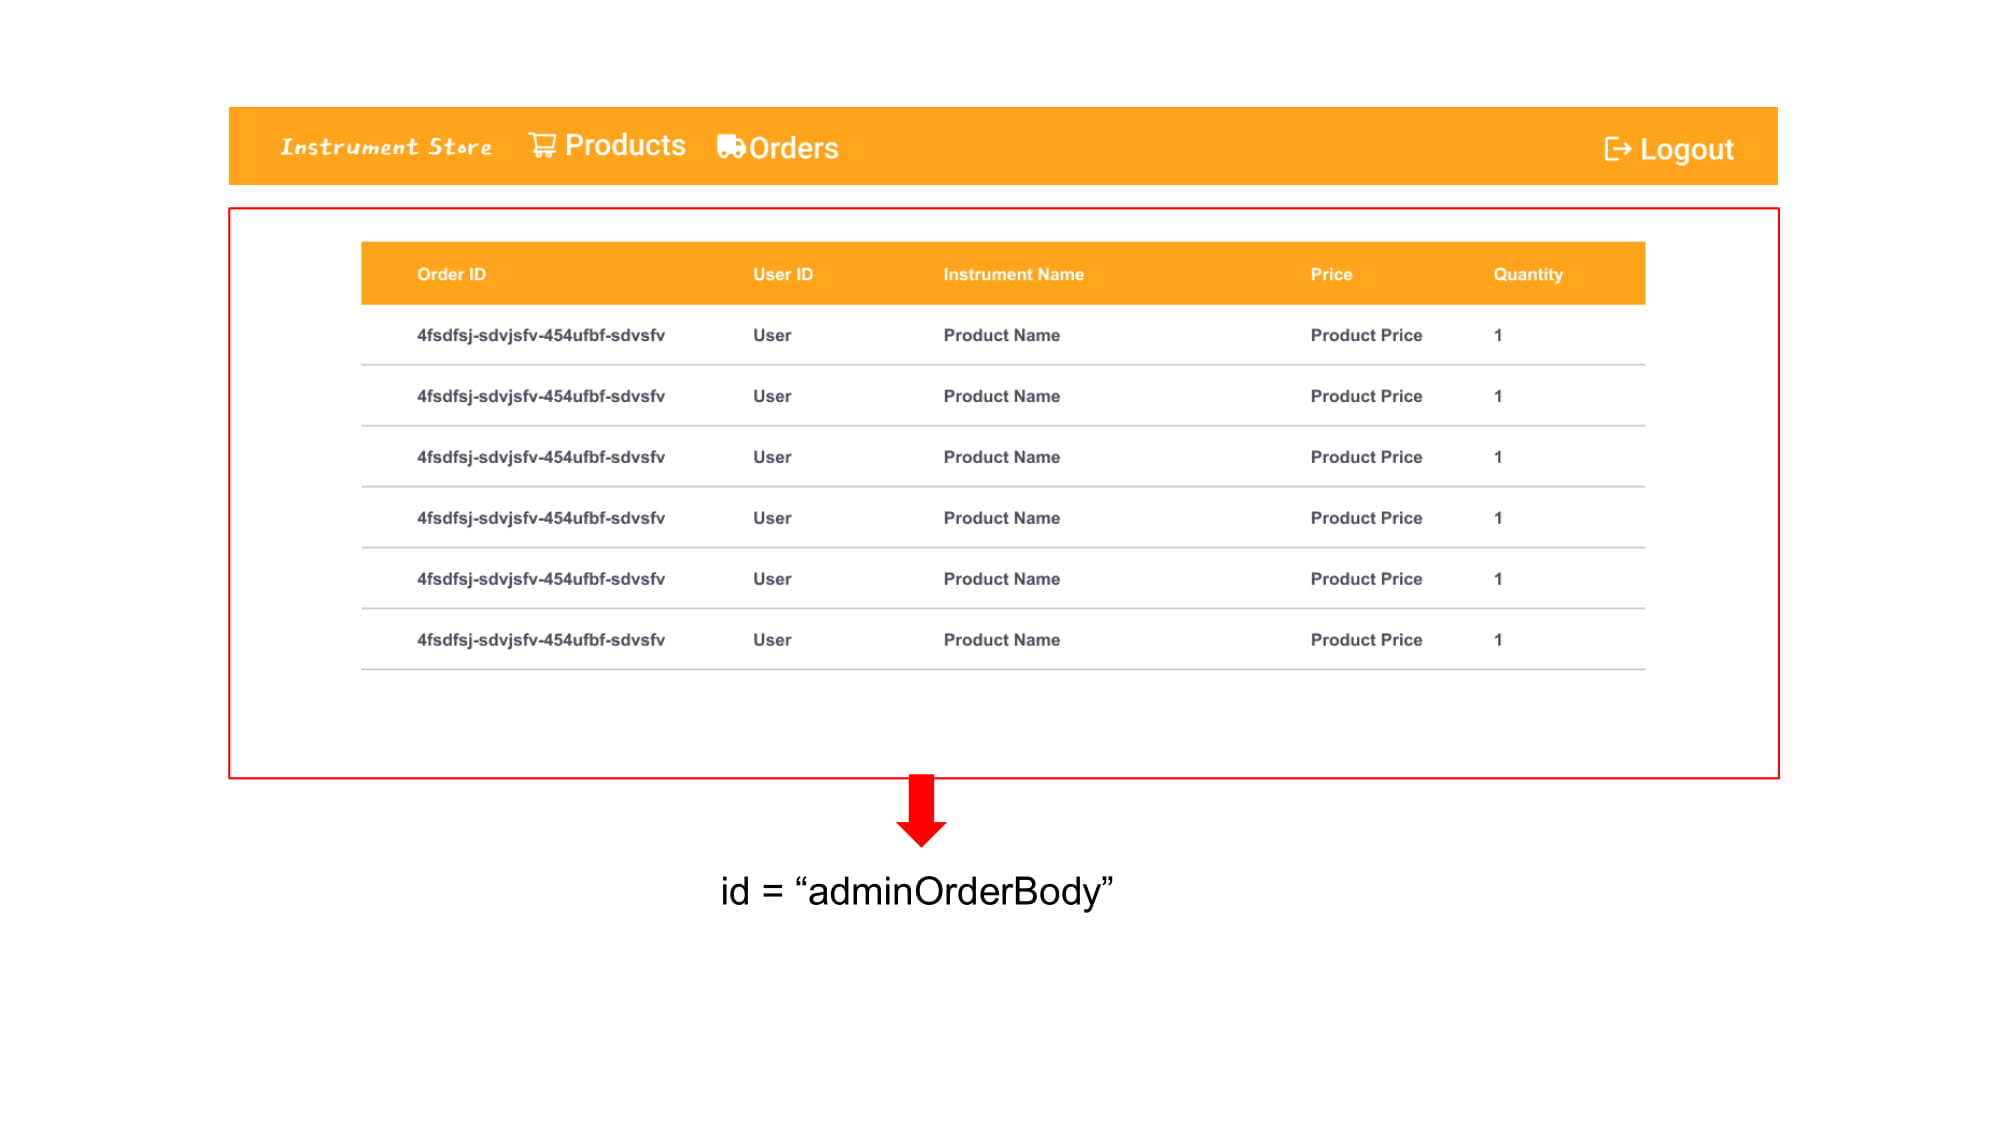 Instrument Store Products Orders Logout
Order ID User ID Instrument Name Price Quantity
4fsdfsj-sdvjsfv-454ufbf-sdvsfv User Product Name Product Price 1
4fsdfsj-sdvjsfv-454ufbf-sdvsfv User Product Name Product Price 1
4fsdfsj-sdvjsfv-454ufbf-sdvsfv User Product Name Product Price 1
4fsdfsj-sdvjsfv-454ufbf-sdvsfv User Product Name Product Price 1
4fsdfsj-sdvjsfv-454ufbf-sdvsfv User Product Name Product Price 1
4fsdfsj-sdvjsfv-454ufbf-sdvsfv User Product Name Product Price 1
id = “adminOrderBody”